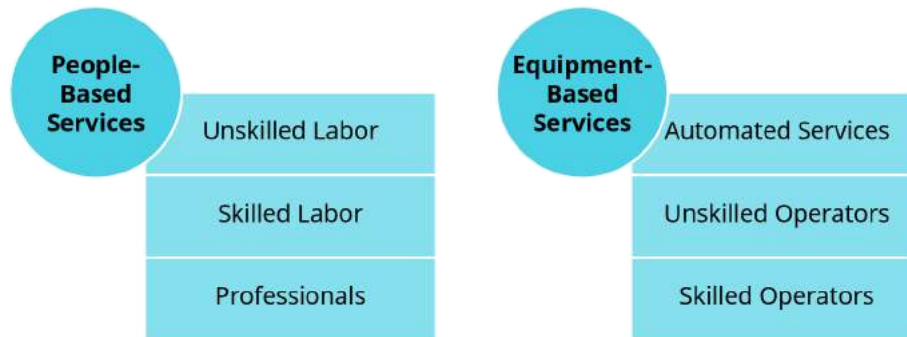 People-
Based
Services
Unskilled Labor
Skilled Labor
Professionals
Equipment-
Based
Services
Automated Services
Unskilled Operators
Skilled Operators